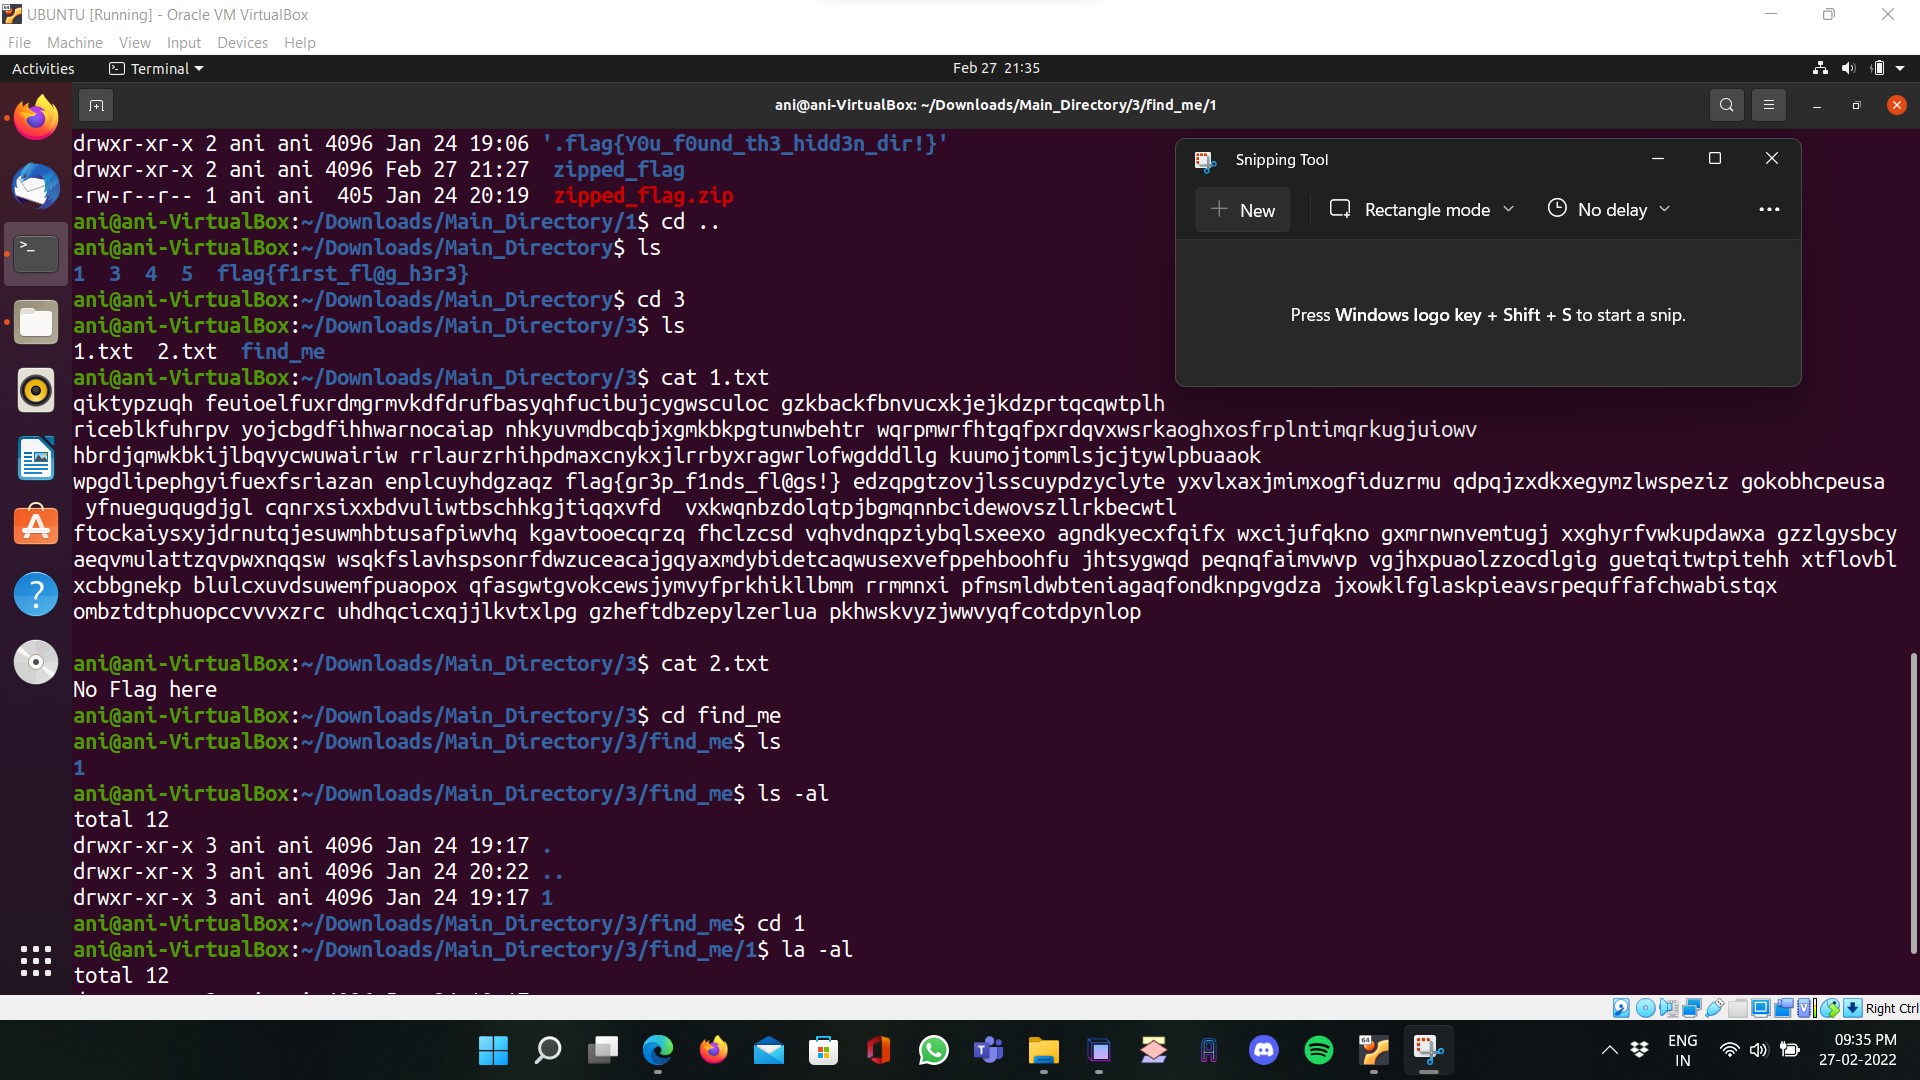 UBUNTU [Running] - Oracle VM VirtualBox
File Machine View Input Devices Help
Activities Terminal Feb 27 21:35
ani@ani-VirtualBox: ~/Downloads/Main_Directory/3/find_me/1
drwxr-xr-x 2 ani ani 4096 Jan 24 19:06 '.flag{Y0u_f0und_th3_hidd3n_dir!}'
drwxr-xr-x 2 ani ani 4096 Feb 27 21:27 zipped_flag
-rw-r--r-- 1 ani ani 405 Jan 24 20:19 zipped_flag.zip
ani@ani-VirtualBox:~/Downloads/Main_Directory/1$ cd ..
ani@ani-VirtualBox:~/Downloads/Main_Directory$ ls
1 3 4 5 flag{f1rst_fl@g_h3r3}
ani@ani-VirtualBox:~/Downloads/Main_Directory$ cd 3
ani@ani-VirtualBox:~/Downloads/Main_Directory/3$ ls
1.txt 2.txt find_me
ani@ani-VirtualBox:~/Downloads/Main_Directory/3$ cat 1.txt
qiktypzuqh feuioelfuxrdmgrmvkdfdrufbasyqhfucibujcygwsculoc gzkbackfbnvucxkjejkdzprtqcqwtplh
riceblkfuhrpv yojcbgdfihhwarnocaiap nhkyuvmdbcqbjxgmkbkpgtunwbehtr wqrpmwrfhtgqfpxrdqvxwsrkaoghxosfrplntimqrkugjuiowv
hbrdjqmwkbkijlbqvycwuwairiw rrlaurzrhihpdmaxcnykxjlrrbyxragwrlofwgdddllg kuumojtommlsjcjtywlpbuaaok
wpgdlipephgyifuexfsriazan enplcuyhdgzaqz flag{gr3p_f1nds_fl@gs!} edzqpgtzovjlsscuypdzyclyte yxvlxaxjmimxogfiduzrmu qdpqjzxdkxegymzlwspeziz gokobhcpeusa
yfnueguqugdjgl cqnrxsixxbdvuliwtbschhkgjtiqqxvfd vxkwqnbzdolqtpjbgmqnnbcidewovszllrkbecwtl
ftockaiysxyjdrnutqjesuwmhbtusafpiwvhq kgavtooecqrzq fhclzcsd vqhvdnqpziybqlsxeexo agndkyecxfqifx wxcijufqkno gxmrnwnvemtugj xxghyrfvwkupdawxa gzzlgysbcy
aeqvmulattzqvpwxnqqsw wsqkfslavhspsonrfdwzuceacajgqyaxmdybidetcaqwusexvefppehboohfu jhtsygwqd peqnqfaimvwvp vgjhxpuaolzzocdlgig guetqitwtpitehh xtflovbl
xcbbgnekp blulcxuvdsuwemfpuaopox qfasgwtgvokcewsjymvyfprkhikllbmm rrmmnxi pfmsmldwbteniagaqfondknpgvgdza jxowklfglaskpieavsrpequffafchwabistqx
ombztdtphuopccvvvxzrc uhdhqcicxqjjlkvtxlpg gzheftdbzepylzerlua pkhwskvyzjwwvyqfcotdpynlop
ani@ani-VirtualBox:~/Downloads/Main_Directory/3$ cat 2.txt
No Flag here
ani@ani-VirtualBox:~/Downloads/Main_Directory/3$ cd find_me
ani@ani-VirtualBox:~/Downloads/Main_Directory/3/find_me$ ls
1
ani@ani-VirtualBox:~/Downloads/Main_Directory/3/find_me$ ls -al
total 12
drwxr-xr-x 3 ani ani 4096 Jan 24 19:17 .
drwxr-xr-x 3 ani ani 4096 Jan 24 20:22 ..
drwxr-xr-x 3 ani ani 4096 Jan 24 19:17 1
ani@ani-VirtualBox:~/Downloads/Main_Directory/3/find_me$ cd 1
ani@ani-VirtualBox:~/Downloads/Main_Directory/3/find_me/1$ la -al
total 12
Snipping Tool
New Rectangle mode No delay
Press Windows logo key + Shift + S to start a snip.
Right Ctrl
ENG
IN
09:35 PM
27-02-2022